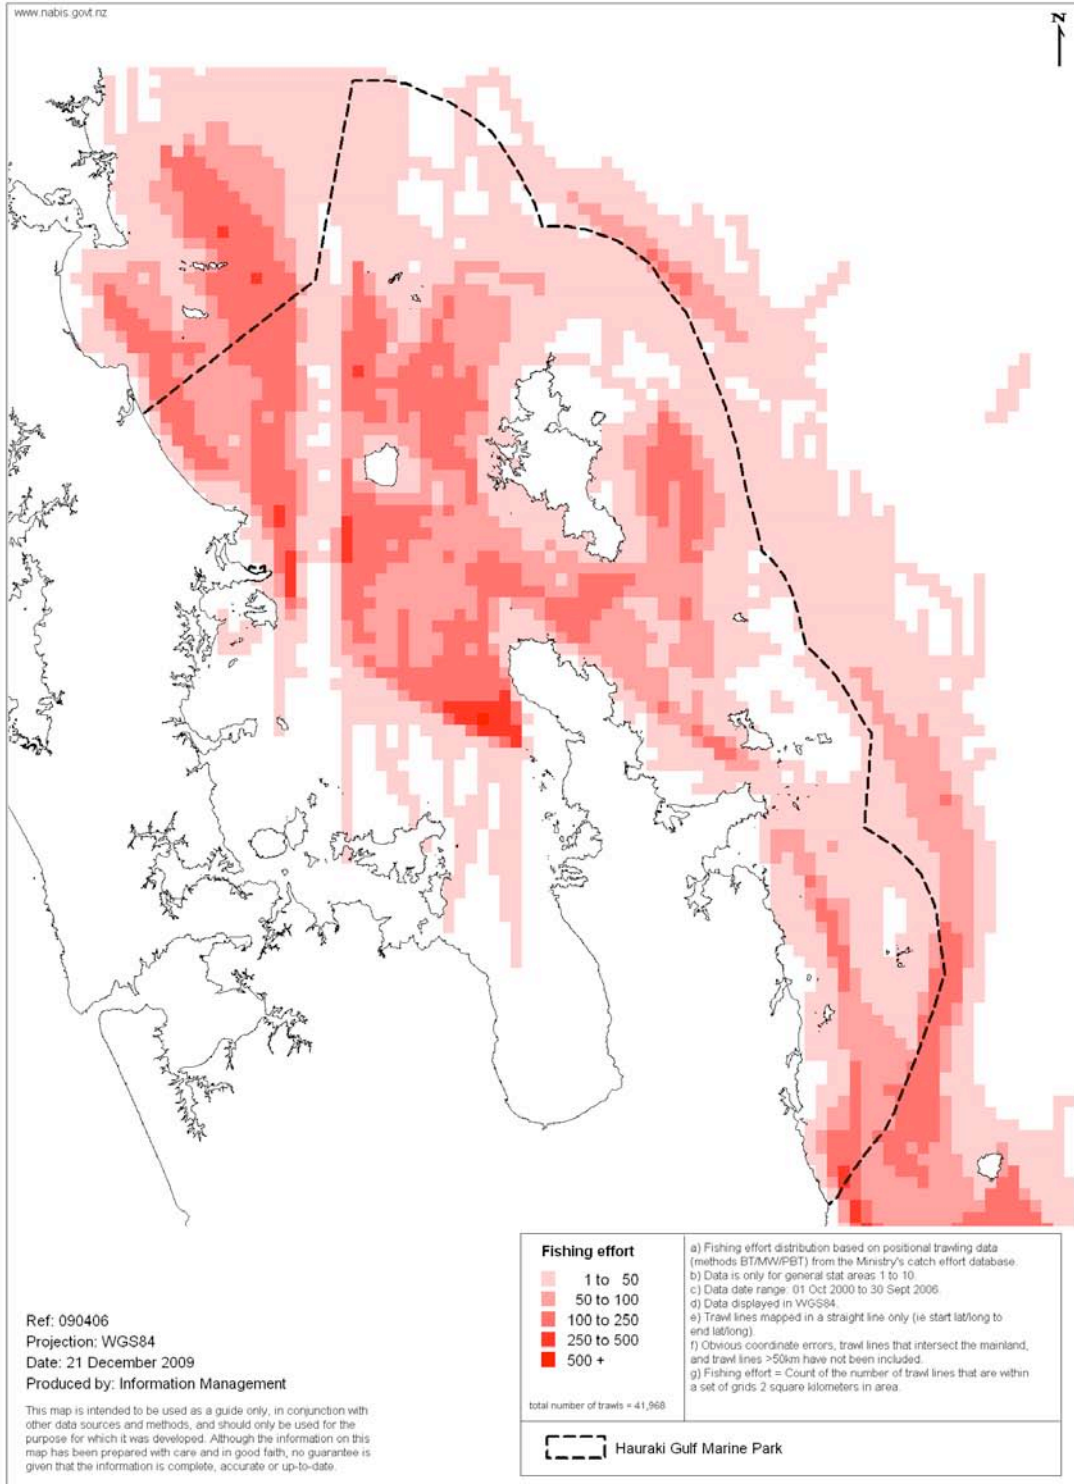 www.nabis.govt.nz
N
Fishing effort
1 to 50
50 to 100
100 to 250
250 to 500
500 +
total number of trawls = 41,968
a) Fishing effort distribution based on positional trawling data
(methods BT/MW/PBT) from the Ministry's catch effort database.
b) Data is only for general stat areas 1 to 10.
c) Data date range: 01 Oct 2000 to 30 Sept 2006.
d) Data displayed in WGS84.
e) Trawl lines mapped in a straight line only (ie start lat/long to
end lat/long).
f) Obvious coordinate errors, trawl lines that intersect the mainland,
and trawl lines >50km have not been included.
g) Fishing effort = Count of the number of trawl lines that are within
a set of grids 2 square kilometers in area.
Hauraki Gulf Marine Park
Ref: 090406
Projection: WGS84
Date: 21 December 2009
Produced by: Information Management
This map is intended to be used as a guide only, in conjunction with
other data sources and methods, and should only be used for the
purpose for which it was developed. Although the information on this
map has been prepared with care and in good faith, no guarantee is
given that the information is complete, accurate or up-to-date.